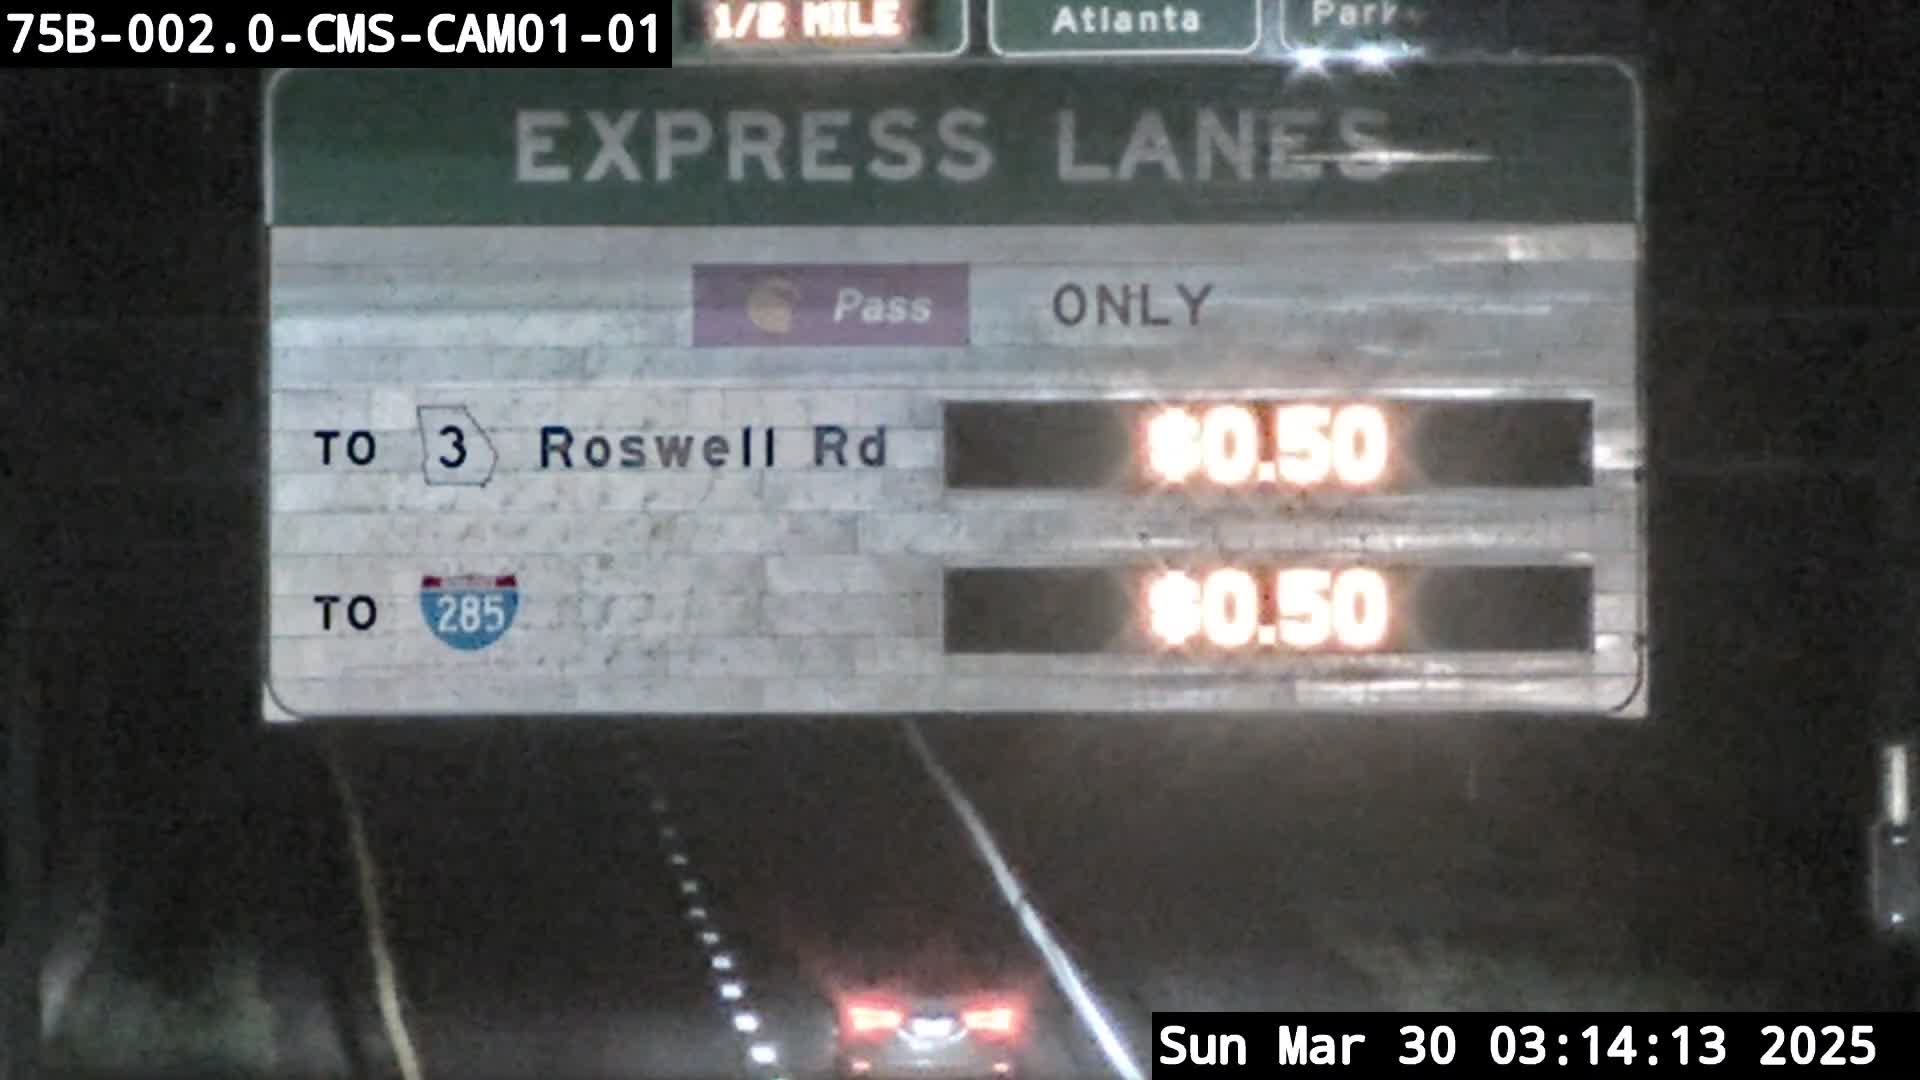 75B-002.0-CMS-CAM01-01
1/2 MILE
Atlanta
Park
EXPRESS LANES
Pass ONLY
TO 3 Roswell Rd $0.50
TO 285 $0.50
Sun Mar 30 03:14:13 2025